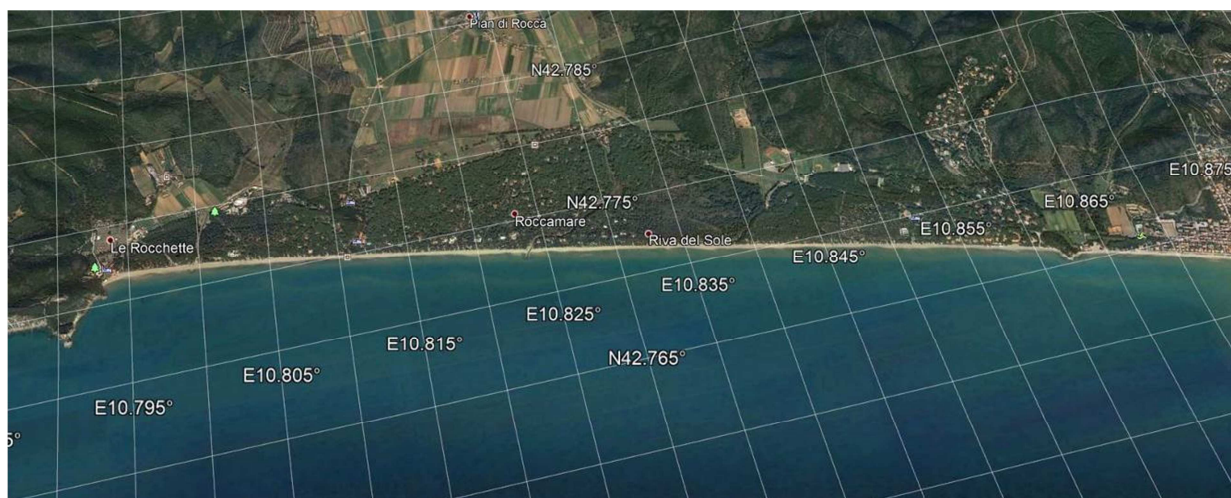 Pian di Rocca
N42.785°
E10.875
N42.775°
E10.865°
Roccamare
E10.855°
Le Rocchette
Riva del Sole
E10.845°
E10.835°
E10.825°
E10.815°
N42.765°
E10.805°
E10.795°
5°